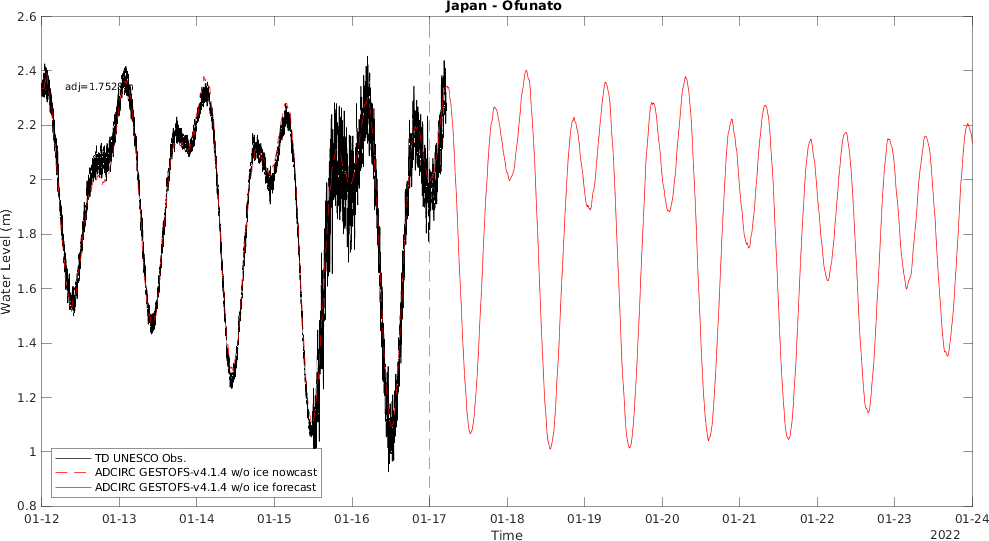 Japan - Ofunato
2.6
2.4
2.2
2
1.8
1.6
1.4
1.2
1
0.8
Water Level (m)
TD UNESCO Obs.
ADCIRC GESTOFS-v4.1.4 w/o ice nowcast
ADCIRC GESTOFS-v4.1.4 w/o ice forecast
01-12 01-13 01-14 01-15 01-16 01-17 01-18 01-19 01-20 01-21 01-22 01-23 01-24
Time
2022